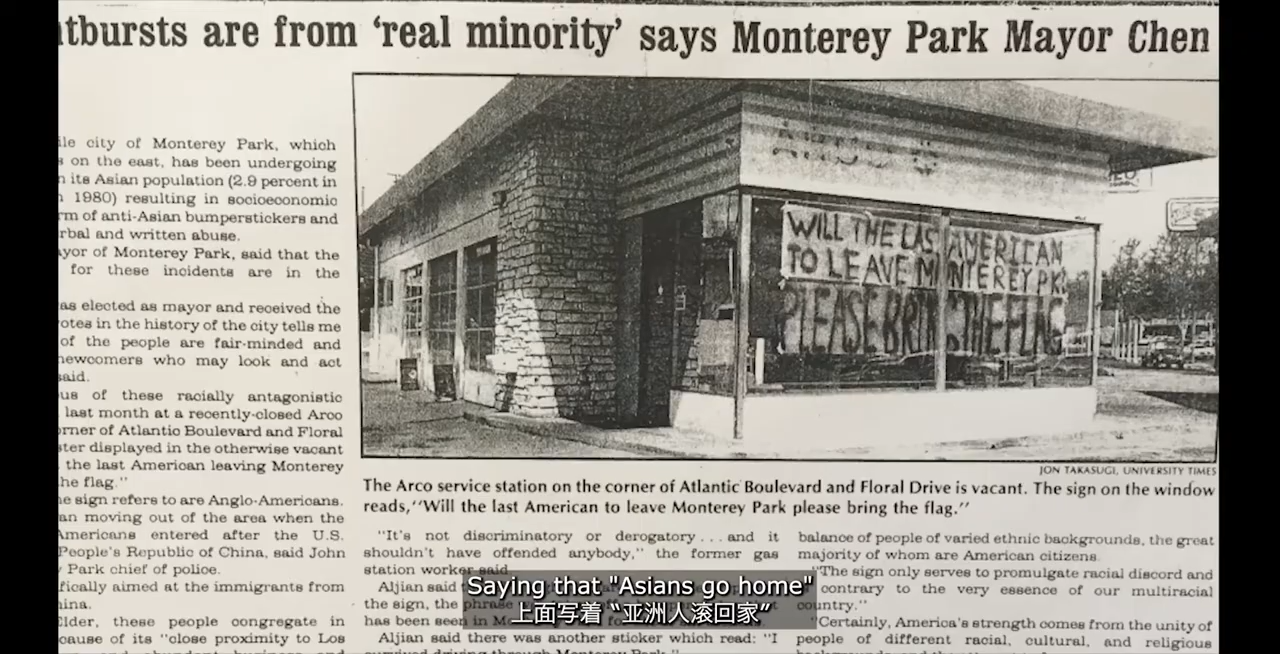 tbursts are from ‘real minority’ says Monterey Park Mayor Chen
ile city of Monterey Park, which
s on the east, has been undergoing
n its Asian population (2.9 percent in
1980) resulting in socioeconomic
rm of anti-Asian bumperstickers and
rbal and written abuse.
yor of Monterey Park, said that the
for these incidents are in the
as elected as mayor and received the
otes in the history of the city tells me
of the people are fair-minded and
newcomers who may look and act
said.
us of these racially antagonistic
last month at a recently-closed Arco
rner of Atlantic Boulevard and Floral
ster displayed in the otherwise vacant
the last American leaving Monterey
he flag."
e sign refers to are Anglo-Americans.
an moving out of the area when the
Americans entered after the U.S.
People's Republic of China, said John
Park chief of police.
fically aimed at the immigrants from
ina.
Elder, these people congregate in
cause of its "close proximity to Los
WILL THE LAS AMERICAN
TO LEAVE M NTEREY PK.
PLEASE BRIN THE FLAG
JON TAKASUGI, UNIVERSITY TIMES
The Arco service station on the corner of Atlantic Boulevard and Floral Drive is vacant. The sign on the window
reads, "Will the last American to leave Monterey Park please bring the flag."
"It's not discriminatory or derogatory . . . and it
shouldn't have offended anybody," the former gas
station worker said.
Aljian said
the sign, the phrase
has been seen in
Aljian said there was another sticker which read: "I
survived driving through Monterey Park."
balance of people of varied ethnic backgrounds, the great
majority of whom are American citizens.
"The sign only serves to promulgate racial discord and
contrary to the very essence of our multiracial
country."
"Certainly, America's strength comes from the unity of
people of different racial, cultural, and religious
Saying that "Asians go home"
上面写着“亚洲人滚回家”